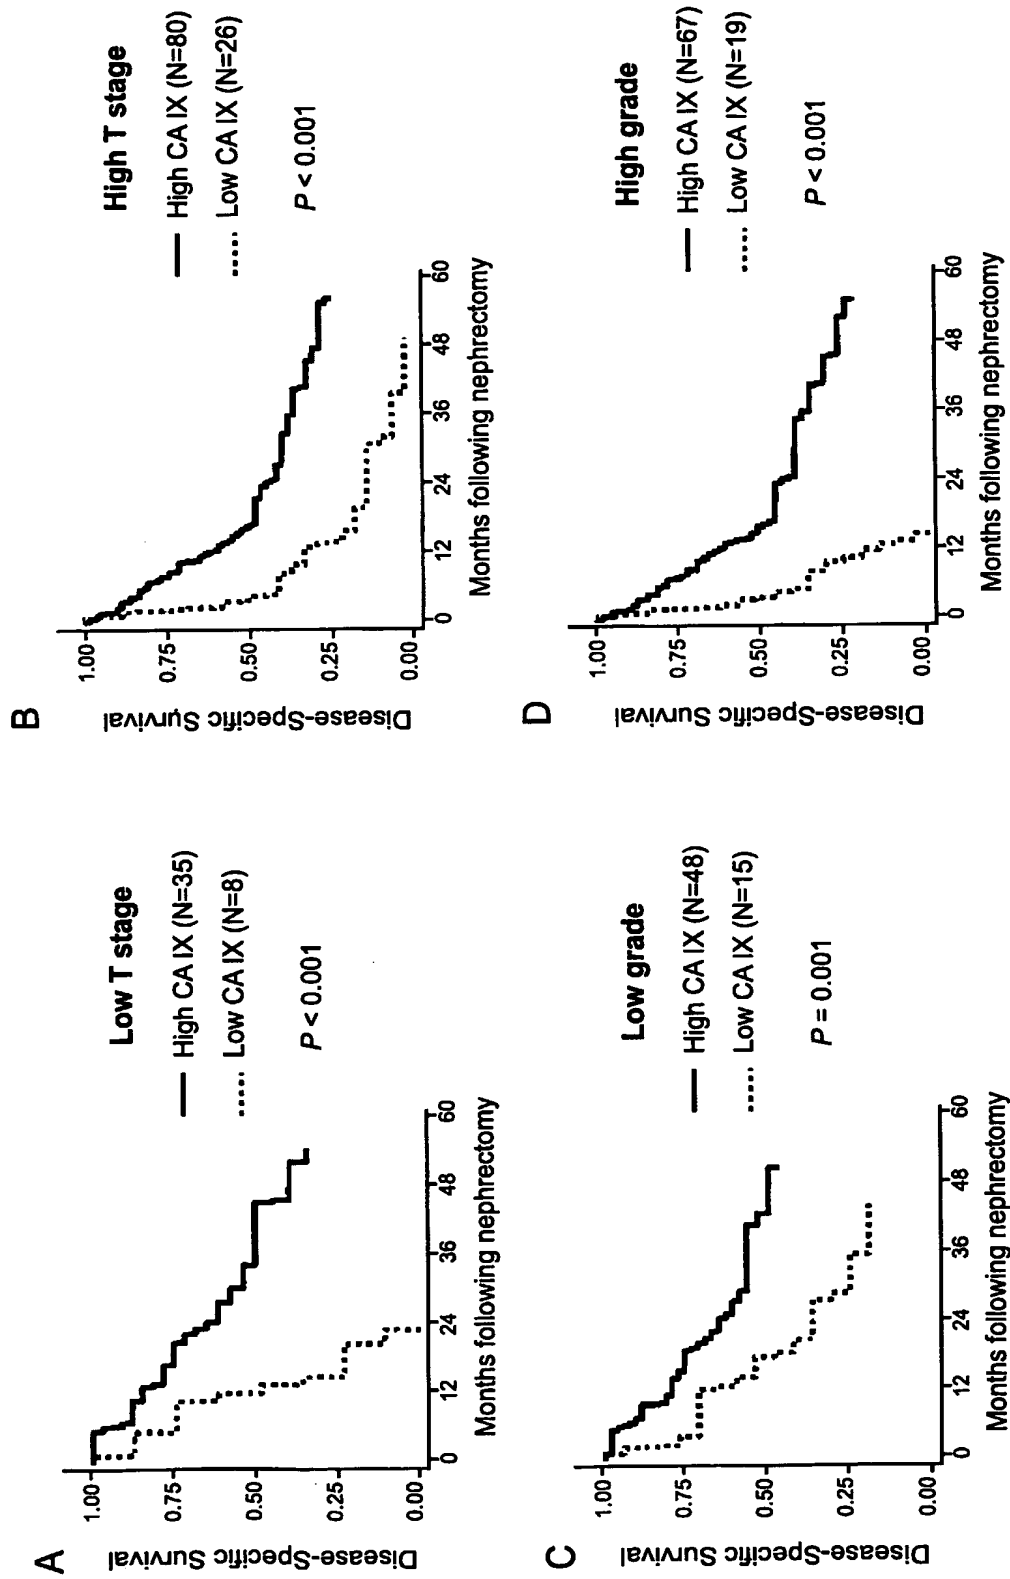 A
Disease-Specific Survival
1.00
0.75
0.50
0.25
0.00
0
12
24
36
48
60
Months following nephrectomy
Low T stage
High CA IX (N=35)
Low CA IX (N=8)
P < 0.001
B
Disease-Specific Survival
1.00
0.75
0.50
0.25
0.00
0
12
24
36
48
60
Months following nephrectomy
High T stage
High CA IX (N=80)
Low CA IX (N=26)
P < 0.001
C
Disease-Specific Survival
1.00
0.75
0.50
0.25
0.00
0
12
24
36
48
60
Months following nephrectomy
Low grade
High CA IX (N=48)
Low CA IX (N=15)
P = 0.001
D
Disease-Specific Survival
1.00
0.75
0.50
0.25
0.00
0
12
24
36
48
60
Months following nephrectomy
High grade
High CA IX (N=67)
Low CA IX (N=19)
P < 0.001